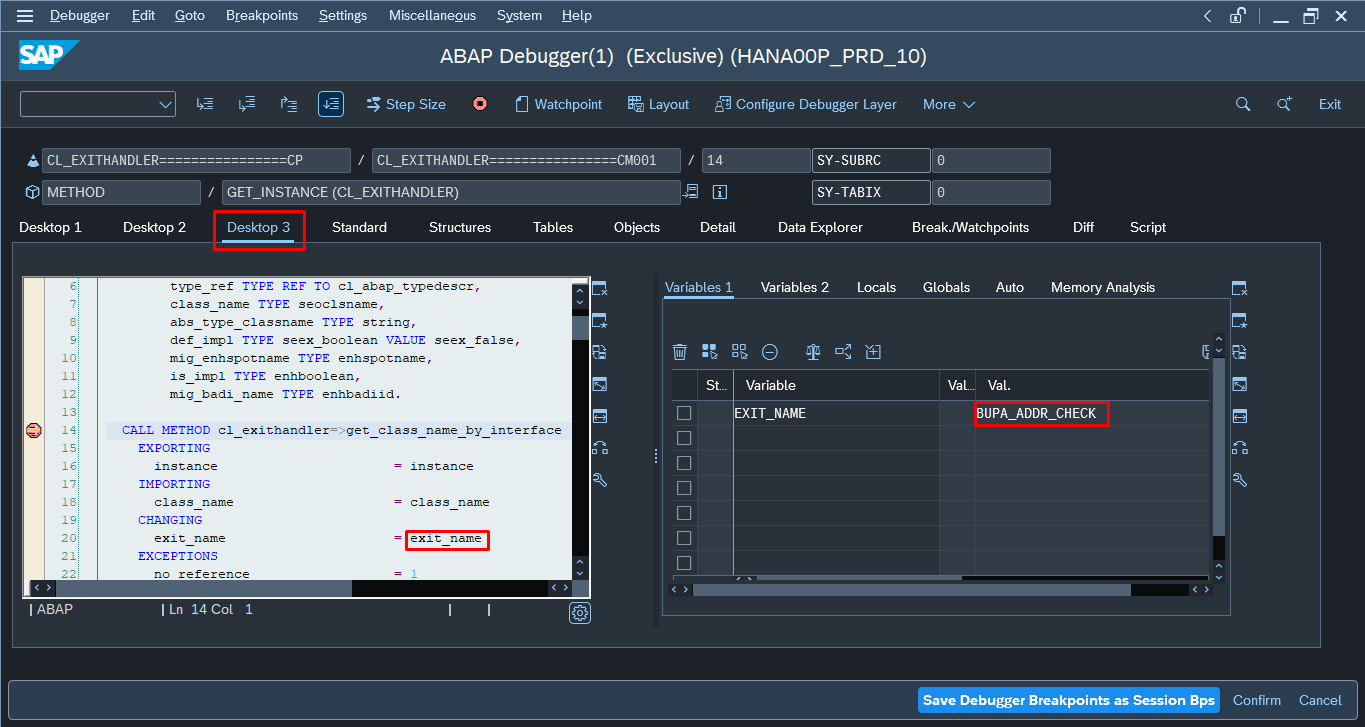 Debugger Edit Goto Breakpoints Settings Miscellaneous System Help
SAP ABAP Debugger(1) (Exclusive) (HANA00P_PRD_10)
Step Size Watchpoint Layout Configure Debugger Layer More Exit
CL_EXITHANDLER================CP / CL_EXITHANDLER================CM001 / 14 SY-SUBRC 0
METHOD / GET_INSTANCE (CL_EXITHANDLER) SY-TABIX 0
Desktop 1 Desktop 2 Desktop 3 Standard Structures Tables Objects Detail Data Explorer Break./Watchpoints Diff Script
6 type_ref TYPE REF TO cl_abap_typedescr,
7 class_name TYPE seoclsname,
8 abs_type_classname TYPE string,
9 def_impl TYPE seex_boolean VALUE seex_false,
10 mig_enhspotname TYPE enhspotname,
11 is_impl TYPE enhboolean,
12 mig_badi_name TYPE enhbadiid.
13
14 CALL METHOD cl_exithandler=>get_class_name_by_interface
15 EXPORTING
16 instance = instance
17 IMPORTING
18 class_name = class_name
19 CHANGING
20 exit_name = exit_name
21 EXCEPTIONS
22 no_reference = 1
ABAP Ln 14 Col 1
Variables 1 Variables 2 Locals Globals Auto Memory Analysis
St... Variable Val... Val.
EXIT_NAME BUPA_ADDR_CHECK
Save Debugger Breakpoints as Session Bps Confirm Cancel